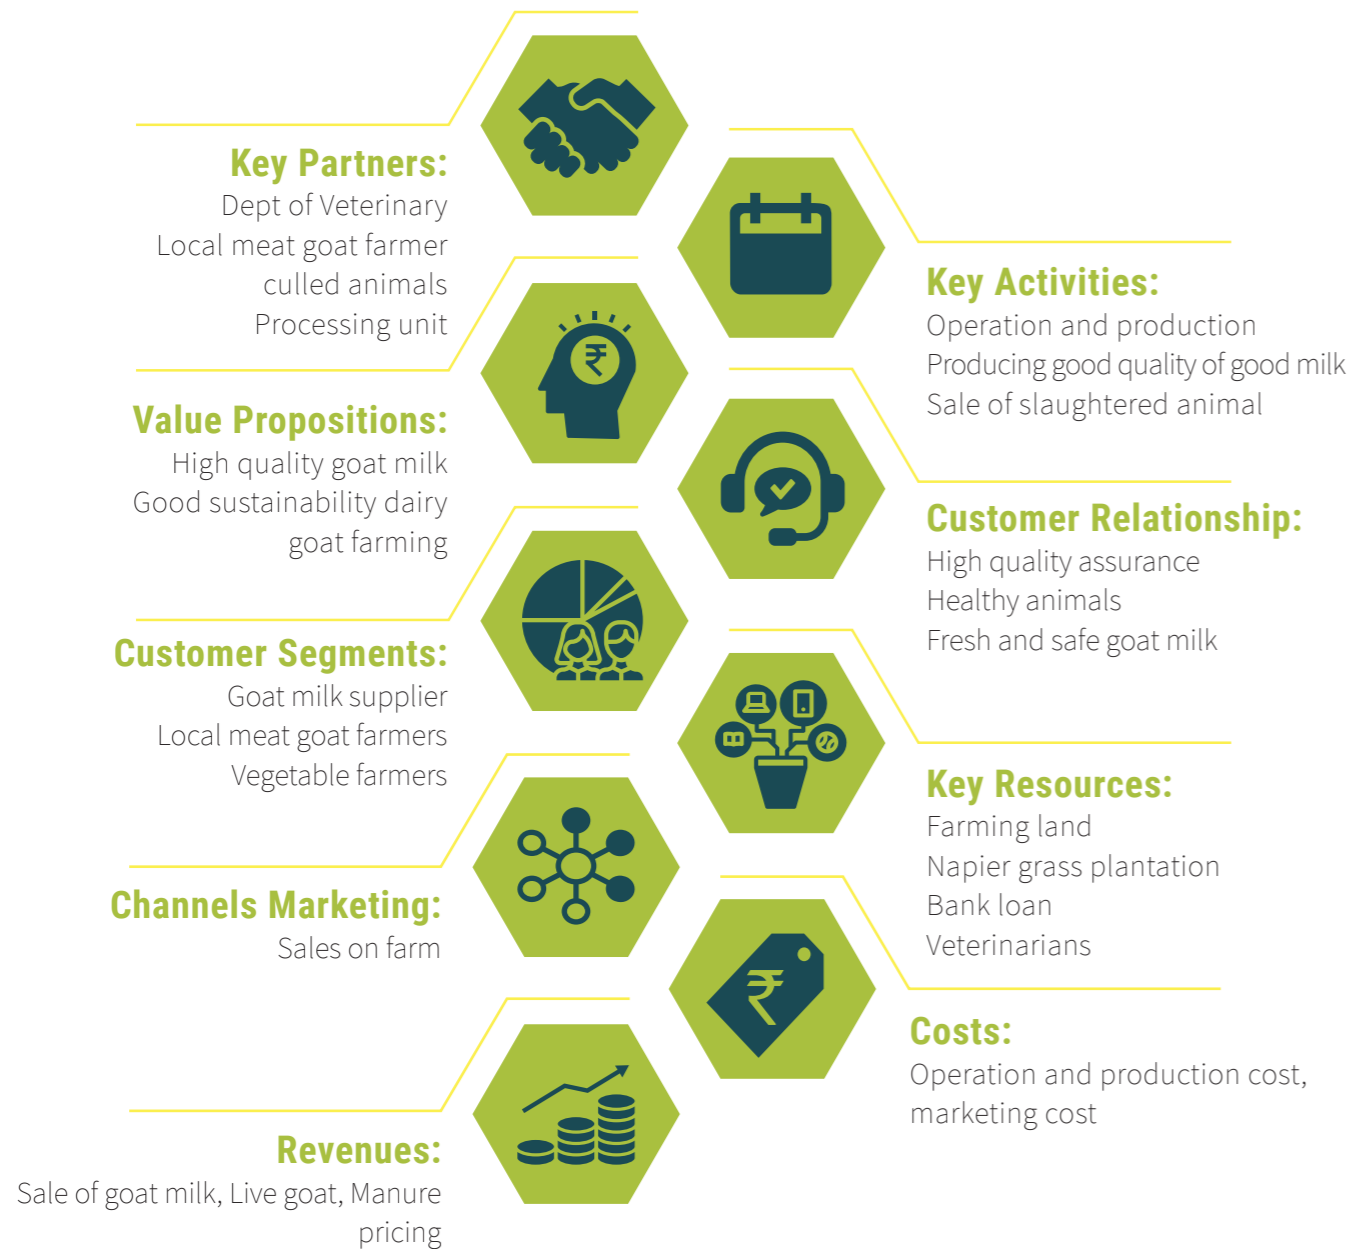 Key Partners:
Dept of Veterinary
Local meat goat farmer
culled animals
Processing unit
Key Activities:
Operation and production
Producing good quality of good milk
Sale of slaughtered animal
Value Propositions:
High quality goat milk
Good sustainability dairy
goat farming
Customer Relationship:
High quality assurance
Healthy animals
Fresh and safe goat milk
Customer Segments:
Goat milk supplier
Local meat goat farmers
Vegetable farmers
Key Resources:
Farming land
Napier grass plantation
Bank loan
Veterinarians
Channels Marketing:
Sales on farm
Costs:
Operation and production cost,
marketing cost
Revenues:
Sale of goat milk, Live goat, Manure
pricing
₹
₹